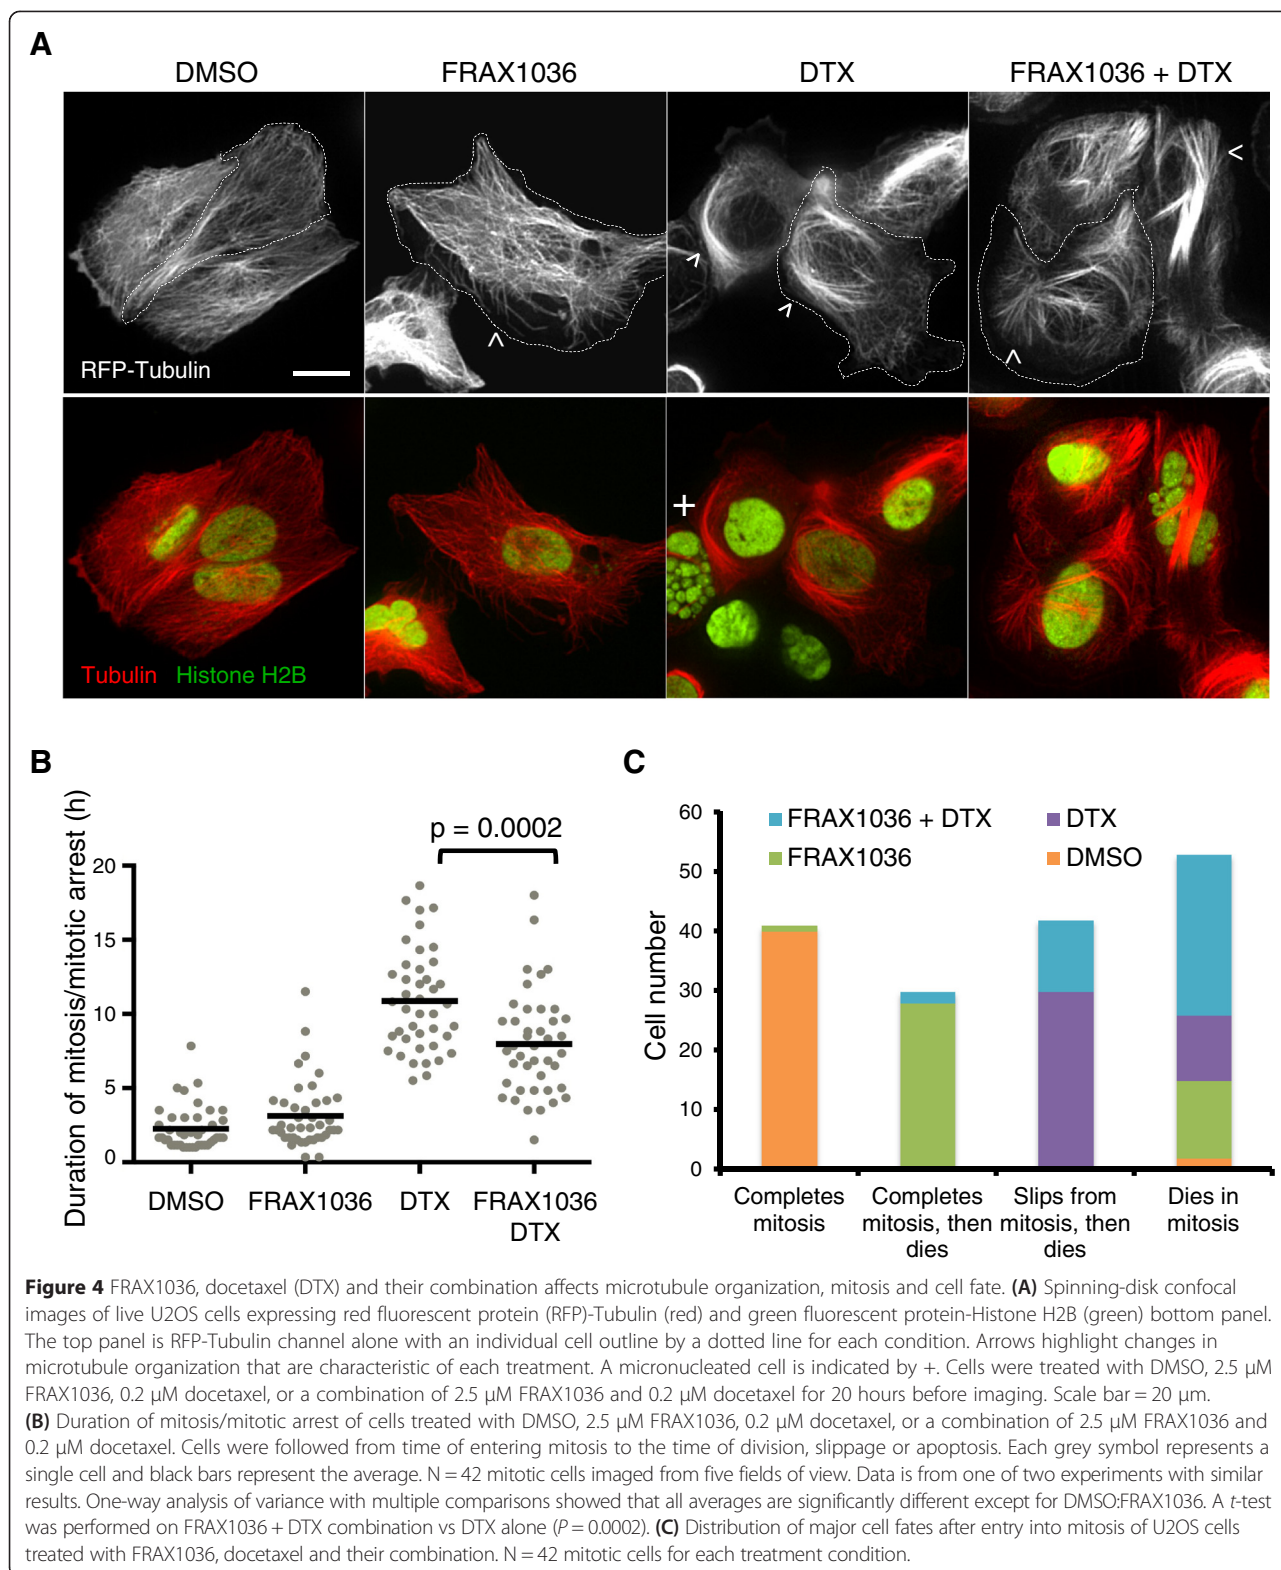 A
DMSO
FRAX1036
DTX
FRAX1036 + DTX
<
^
^
^
^
RFP-Tubulin
+
Tubulin Histone H2B
B
Duration of mitosis/mitotic arrest (h)
p = 0.0002
20
15
10
5
0
DMSO
FRAX1036
DTX
FRAX1036
DTX
C
Cell number
60
50
40
30
20
10
0
FRAX1036 + DTX
DTX
FRAX1036
DMSO
Completes
mitosis
Completes
mitosis, then
dies
Slips from
mitosis, then
dies
Dies in
mitosis
Figure 4 FRAX1036, docetaxel (DTX) and their combination affects microtubule organization, mitosis and cell fate. (A) Spinning-disk confocal
images of live U2OS cells expressing red fluorescent protein (RFP)-Tubulin (red) and green fluorescent protein-Histone H2B (green) bottom panel.
The top panel is RFP-Tubulin channel alone with an individual cell outline by a dotted line for each condition. Arrows highlight changes in
microtubule organization that are characteristic of each treatment. A micronucleated cell is indicated by +. Cells were treated with DMSO, 2.5 μM
FRAX1036, 0.2 μM docetaxel, or a combination of 2.5 μM FRAX1036 and 0.2 μM docetaxel for 20 hours before imaging. Scale bar = 20 μm.
(B) Duration of mitosis/mitotic arrest of cells treated with DMSO, 2.5 μM FRAX1036, 0.2 μM docetaxel, or a combination of 2.5 μM FRAX1036 and
0.2 μM docetaxel. Cells were followed from time of entering mitosis to the time of division, slippage or apoptosis. Each grey symbol represents a
single cell and black bars represent the average. N = 42 mitotic cells imaged from five fields of view. Data is from one of two experiments with similar
results. One-way analysis of variance with multiple comparisons showed that all averages are significantly different except for DMSO:FRAX1036. A t-test
was performed on FRAX1036 + DTX combination vs DTX alone (P = 0.0002). (C) Distribution of major cell fates after entry into mitosis of U2OS cells
treated with FRAX1036, docetaxel and their combination. N = 42 mitotic cells for each treatment condition.